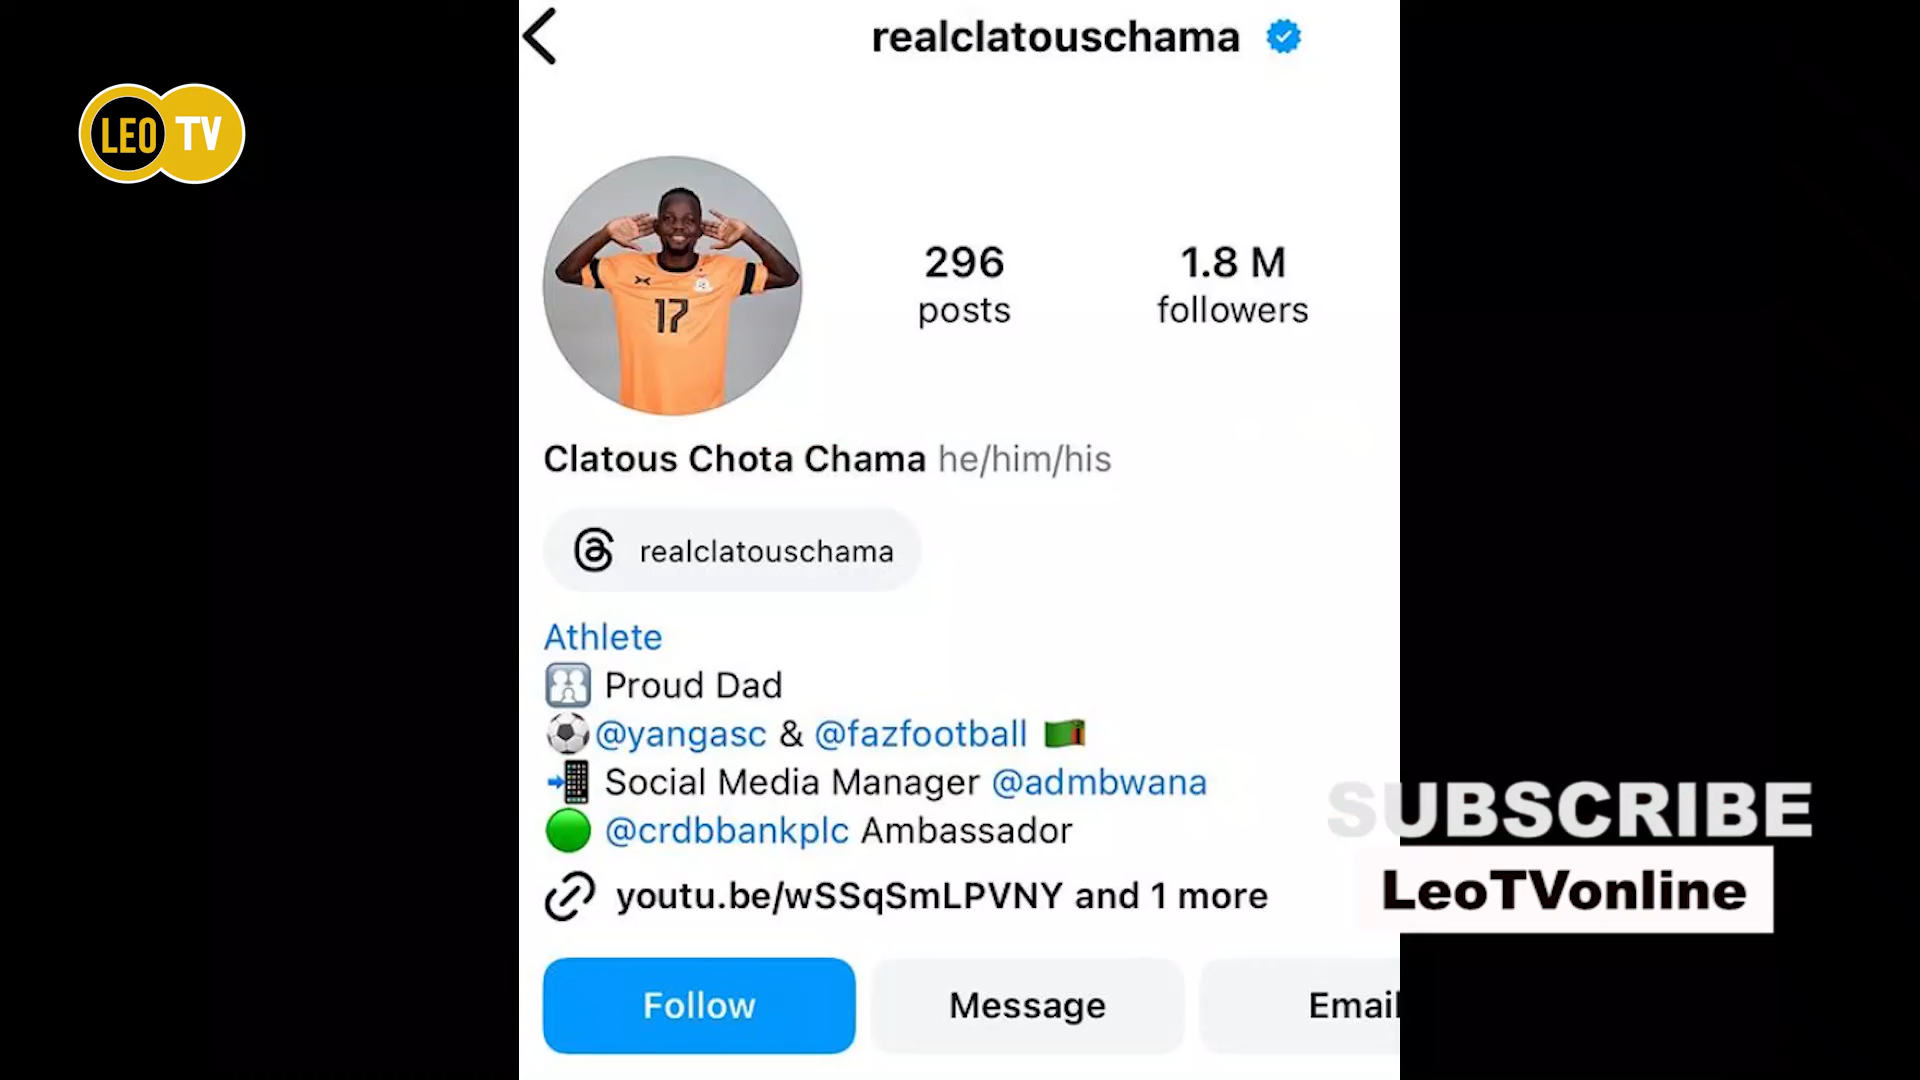 realclatouschama
LEO TV
17
296
posts
1.8 M
followers
Clatous Chota Chama he/him/his
realclatouschama
Athlete
Proud Dad
@yangasc & @fazfootball
Social Media Manager @admbwana
@crdbbankplc Ambassador
youtu.be/wSSqSmLPVNY and 1 more
SUBSCRIBE
LeoTVonline
Follow
Message
Email